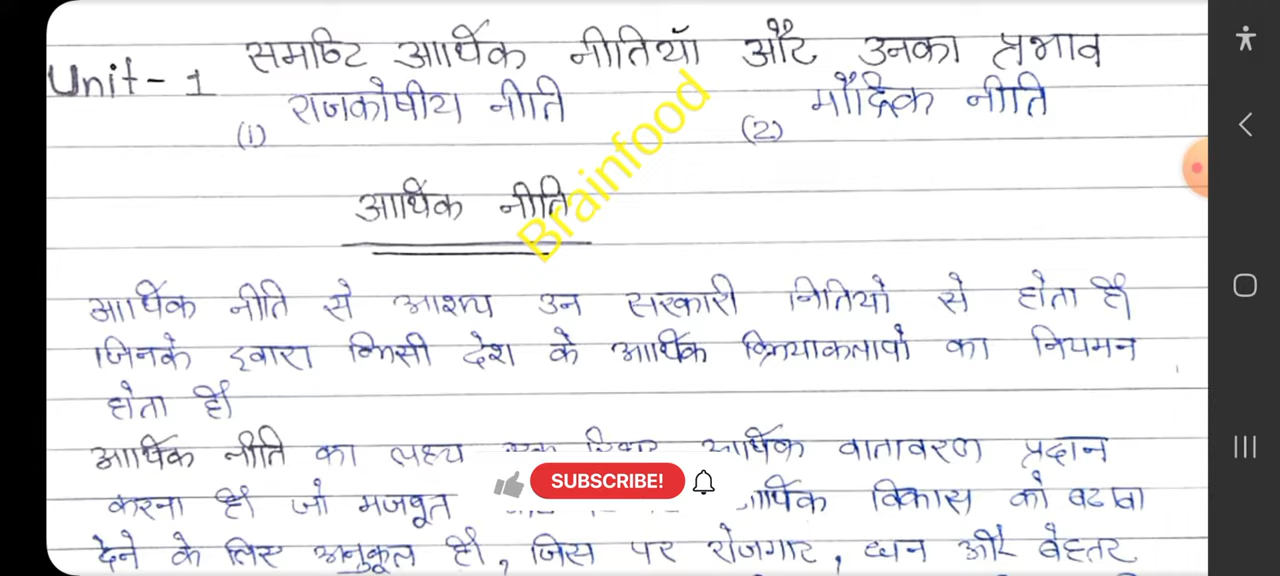 Unit - 1 समष्टि आर्थिक नीतियाँ और उनका प्रभाव
(1) राजकोषीय नीति (2) मौद्रिक नीति
Brainfood
आर्थिक नीति
आर्थिक नीति से आशय उन सरकारी नितियो से होता है।
जिनके द्वारा किसी देश के आर्थिक क्रियाकलापो का नियमन
होता है।
आर्थिक नीति का लक्ष्य आर्थिक वातावरण प्रदान
करना है। जो मजबूत विकास को बढावा
SUBSCRIBE!
देने के लिए अनुकूल है।, जिस पर रोजगार, धन और बेहतर